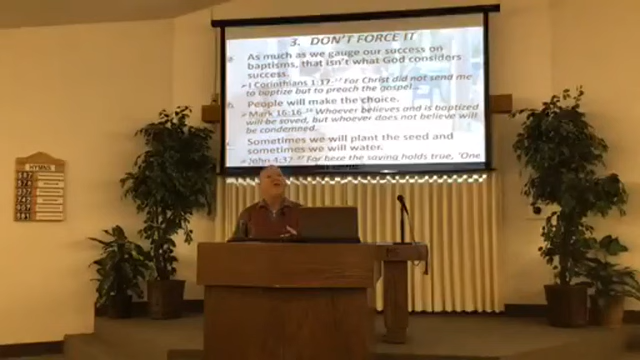 3. DON'T FORCE IT
a. As much as we gauge our success on
baptisms, that isn't what God considers
success.
➢1 Corinthians 1:17-17 For Christ did not send me
to baptize but to preach the gospel...
b. People will make the choice.
➢Mark 16:16-16 Whoever believes and is baptized
will be saved, but whoever does not believe will
be condemned.
Sometimes we will plant the seed and
sometimes we will water.
John 4:37-37 For here the saying holds true, 'One
HYMNS